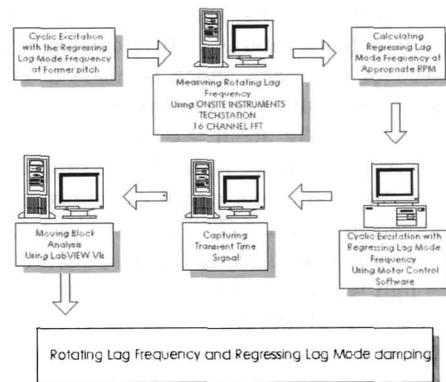 Cyclic Excitation
with the Regressing
Lag Mode Frequency
at Former pitch
Measuring Rotating Lag
Frequency
Using ONSITE INSTRUMENTS
TECHSTATION
16 CHANNEL FFT
Calculating
Regressing Lag
Mode Frequency at
Appropriate RPM
Cyclic Excitation with
Regressing Lag Mode
Frequency
Using Motor Control
Software
Capturing
Transient Time
Signal
Moving Block
Analysis
Using LabVIEW VIs
Rotating Lag Frequency and Regressing Lag Mode damping